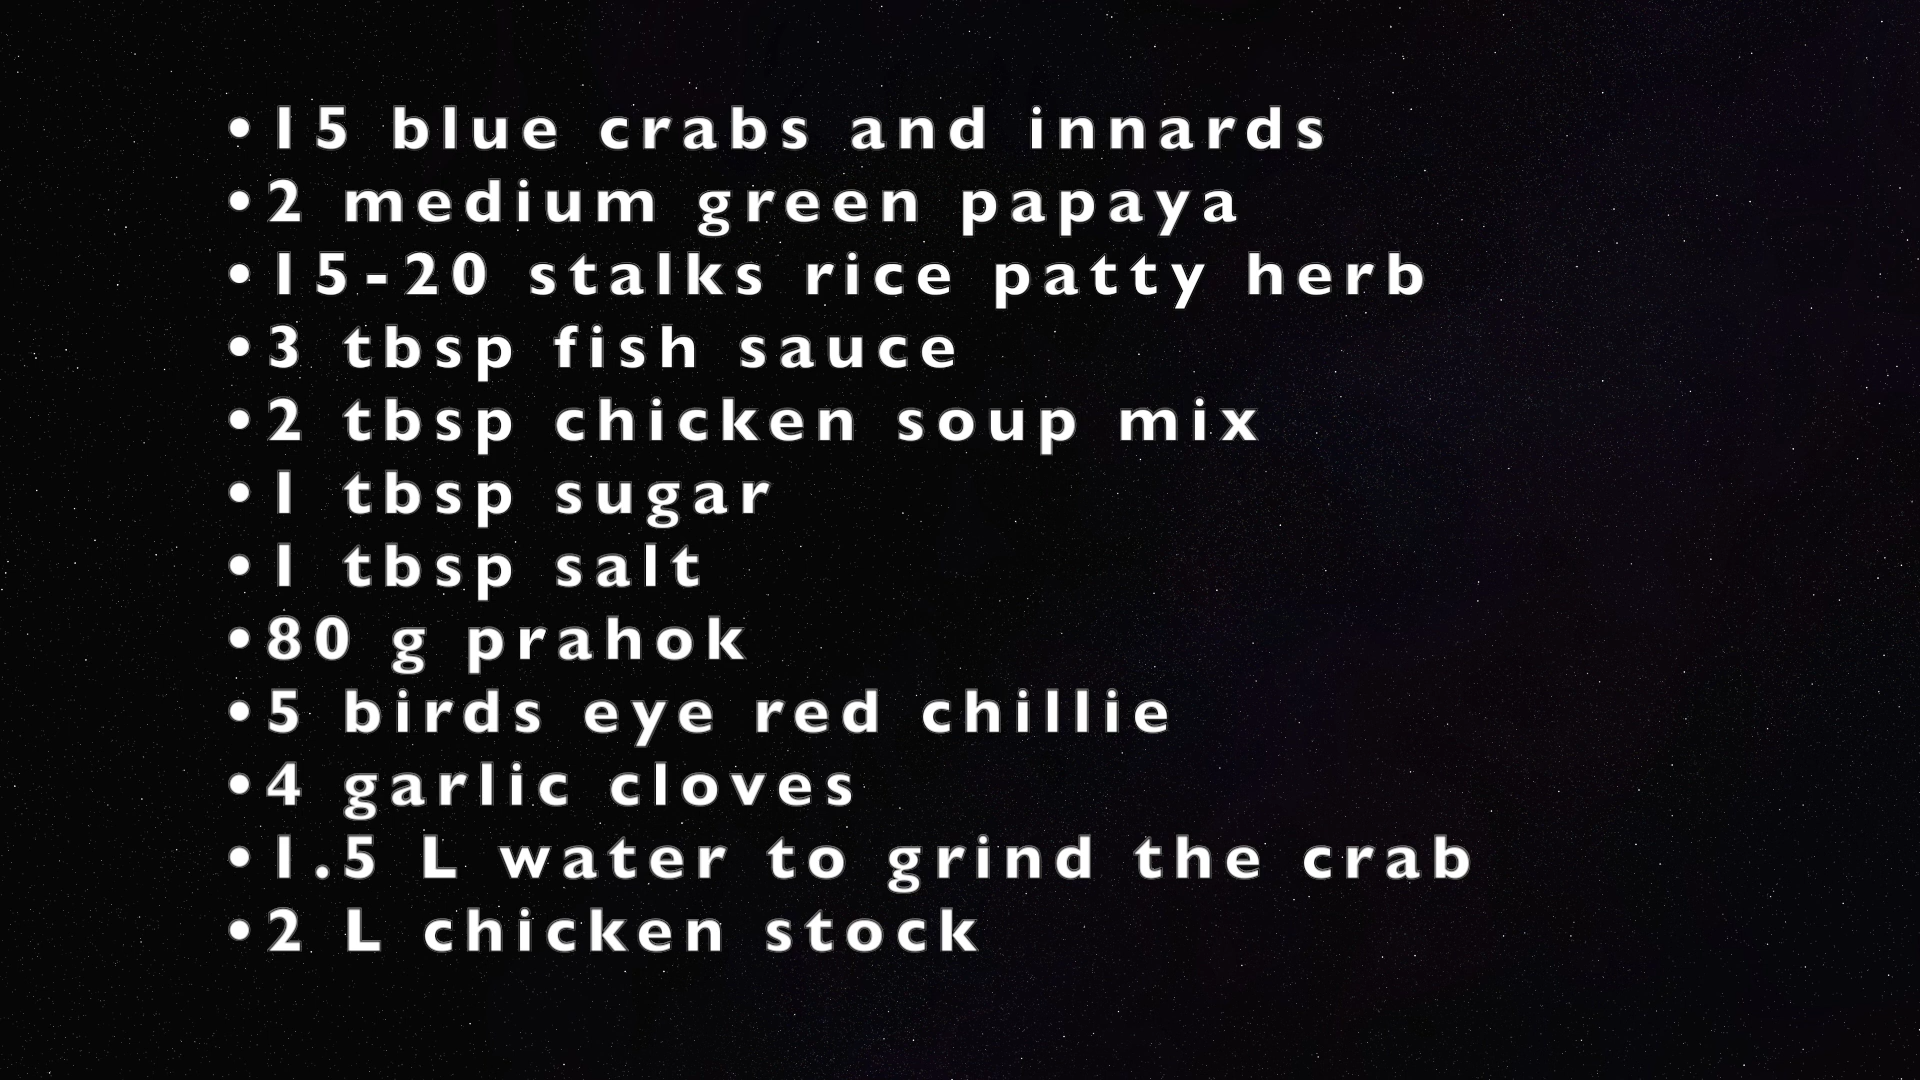 •15 blue crabs and innards
•2 medium green papaya
•15-20 stalks rice patty herb
•3 tbsp fish sauce
•2 tbsp chicken soup mix
•1 tbsp sugar
•1 tbsp salt
•80 g prahok
•5 birds eye red chillie
•4 garlic cloves
•1.5 L water to grind the crab
•2 L chicken stock